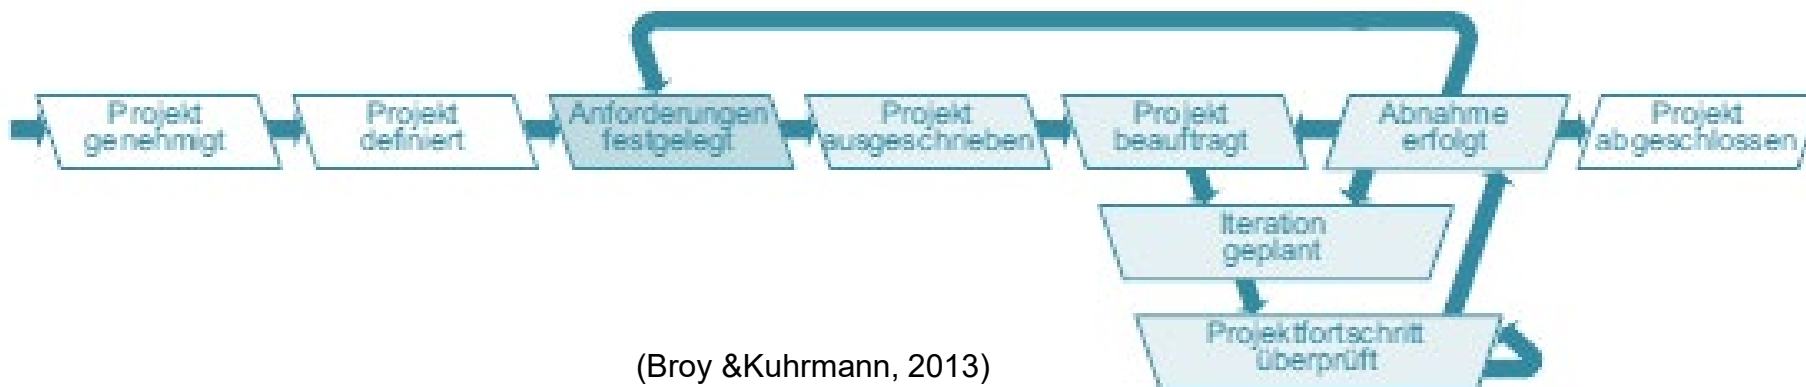 Projekt
genehmigt
Projekt
definiert
Anforderungen
festgelegt
Projekt
ausgeschrieben
Projekt
beauftragt
Abnahme
erfolgt
Projekt
abgeschlossen
Iteration
geplant
Projektfortschritt
überprüft
(Broy &Kuhrmann, 2013)